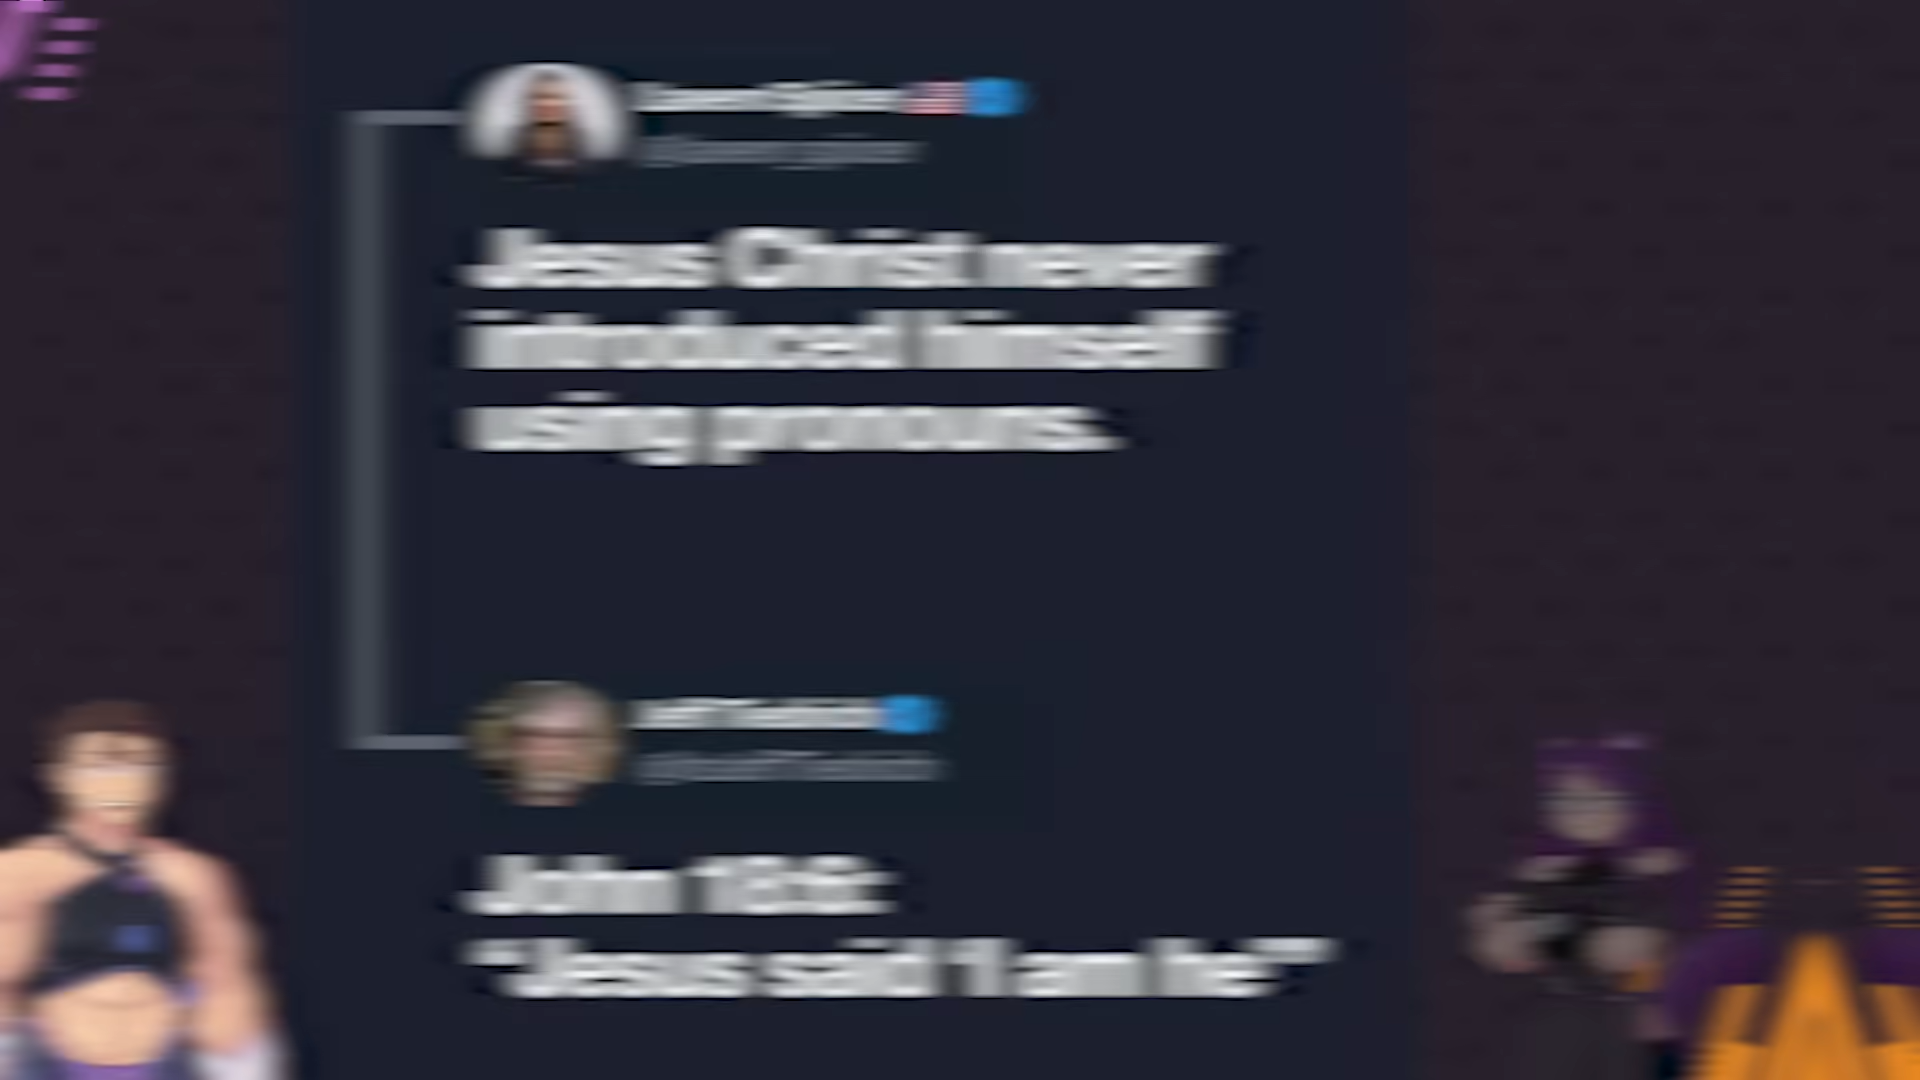 Jesus Christ never
introduced himself
using pronouns.
John 18:6:
"Jesus said 'I am he'"